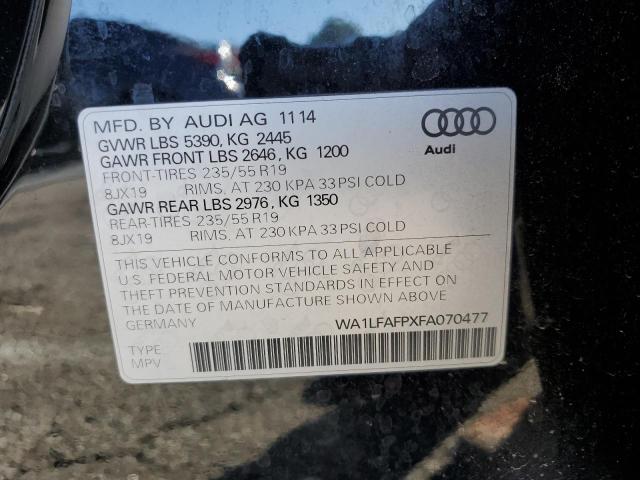 MFD. BY AUDI AG 11 14
GVWR LBS 5390, KG 2445
GAWR FRONT LBS 2646, KG 1200
FRONT-TIRES 235/55 R19
8JX19 RIMS, AT 230 KPA 33 PSI COLD
GAWR REAR LBS 2976, KG 1350
REAR-TIRES 235/55 R19
8JX19 RIMS, AT 230 KPA 33 PSI COLD
Audi
THIS VEHICLE CONFORMS TO ALL APPLICABLE
U.S. FEDERAL MOTOR VEHICLE SAFETY AND
THEFT PREVENTION STANDARDS IN EFFECT ON
THE DATE OF MANUFACTURE SHOWN ABOVE
GERMANY
WA1LFAFPXFA070477
TYPE:
MPV